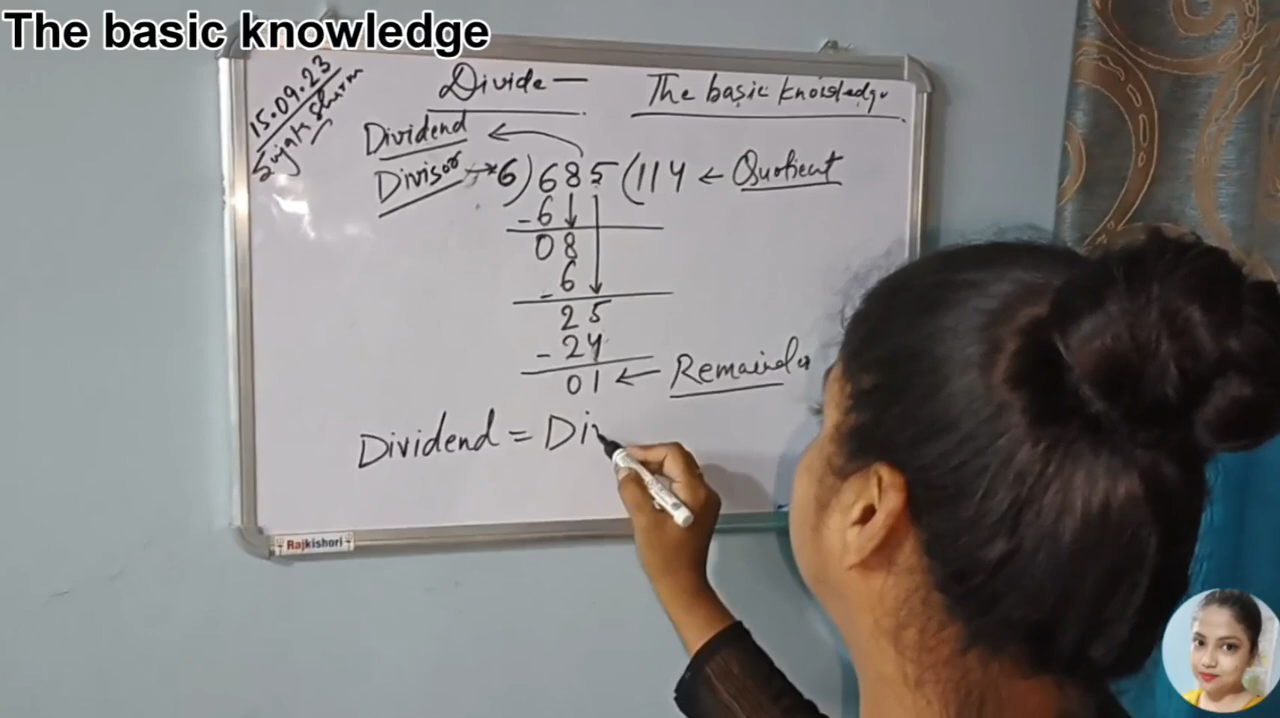 The basic knowledge
15.09.23
Divide —
The basic knowledge
Dividend ←
Divisor → 6) 685 (114 ← Quotient
- 6 ↓
08
- 6
25
- 24
01 ← Remainder
Dividend = Div
Rajkishori